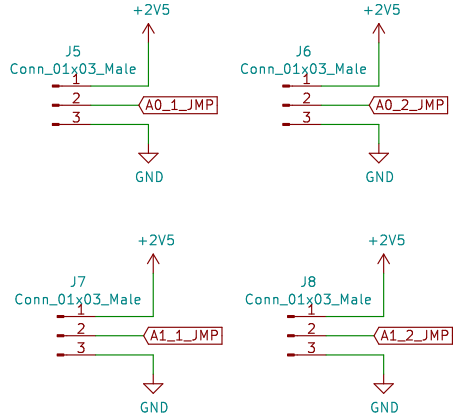 +2V5
J5
Conn_01x03_Male
1
2
A0_1_JMP
3
GND
+2V5
J6
Conn_01x03_Male
1
2
A0_2_JMP
3
GND
+2V5
J7
Conn_01x03_Male
1
2
A1_1_JMP
3
GND
+2V5
J8
Conn_01x03_Male
1
2
A1_2_JMP
3
GND